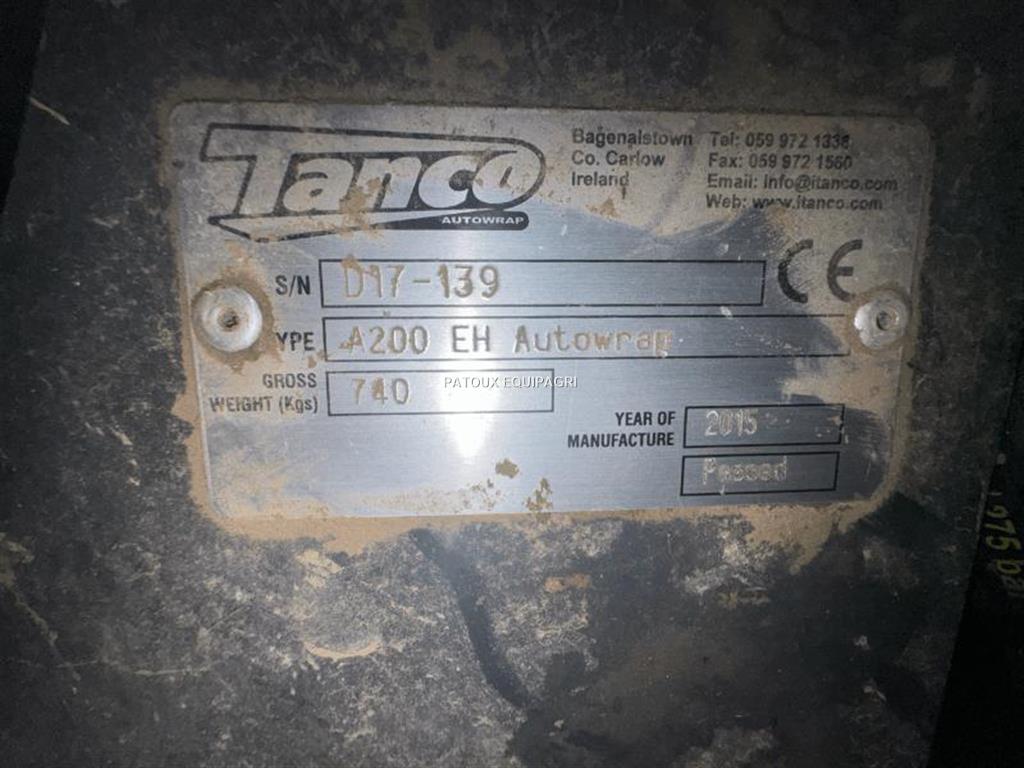 Tanco
AUTOWRAP
Bagenalstown
Co. Carlow
Ireland
Tel: 059 972 1336
Fax: 059 972 1560
Email: info@itanco.com
Web: www.itanco.com
CE
S/N D17-139
YPE A200 EH Autowrap
GROSS
WEIGHT (Kgs) 740
PATOUX EQUIPAGRI
YEAR OF
MANUFACTURE 2015
Passed
975 bar